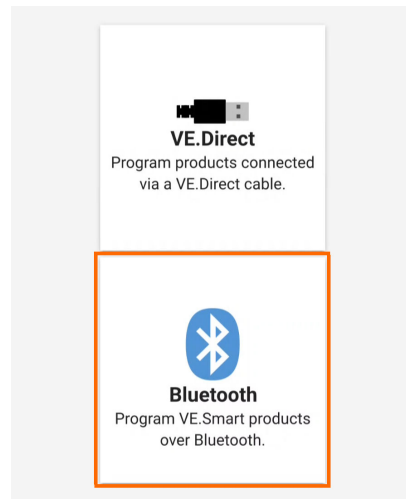 VE.Direct
Program products connected
via a VE.Direct cable.
Bluetooth
Program VE.Smart products
over Bluetooth.